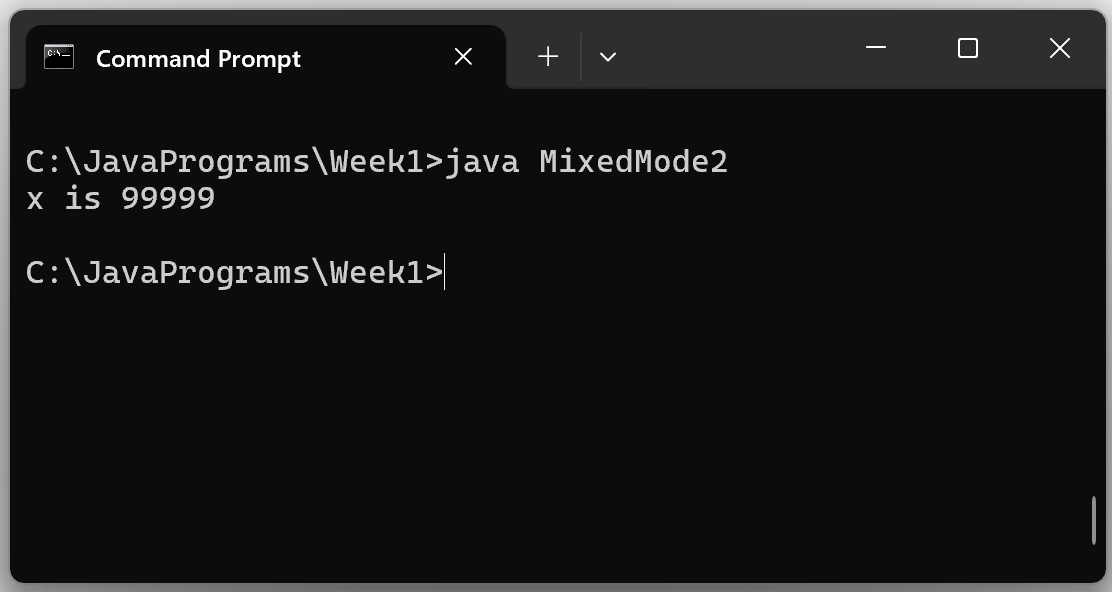 Command Prompt
C:\JavaPrograms\Week1>java MixedMode2
x is 99999
C:\JavaPrograms\Week1>